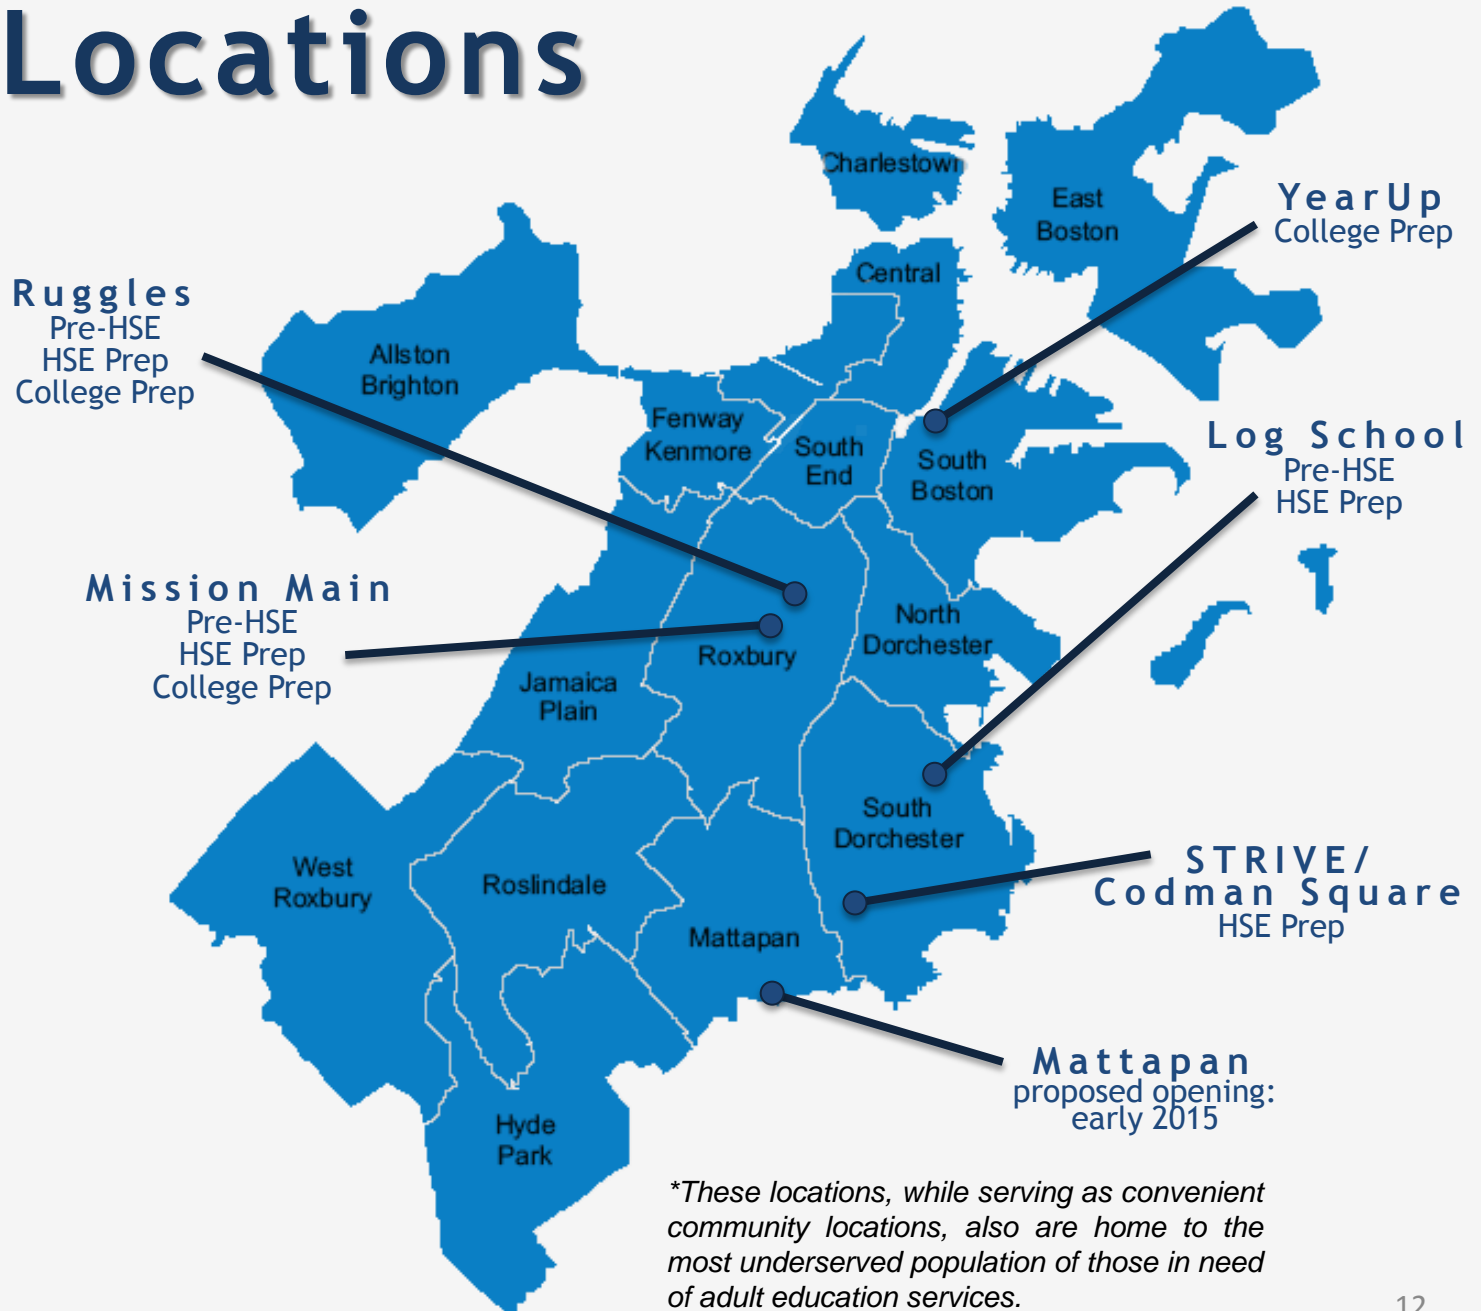 Locations
Charlestown
East
Boston
YearUp
College Prep
Central
Ruggles
Pre-HSE
HSE Prep
College Prep
Allston
Brighton
Fenway
Kenmore
South
End
South
Boston
Log School
Pre-HSE
HSE Prep
Mission Main
Pre-HSE
HSE Prep
College Prep
North
Dorchester
Roxbury
Jamaica
Plain
South
Dorchester
West
Roxbury
Roslindale
STRIVE/
Codman Square
HSE Prep
Mattapan
Mattapan
proposed opening:
early 2015
Hyde
Park
*These locations, while serving as convenient
community locations, also are home to the
most underserved population of those in need
of adult education services.
12